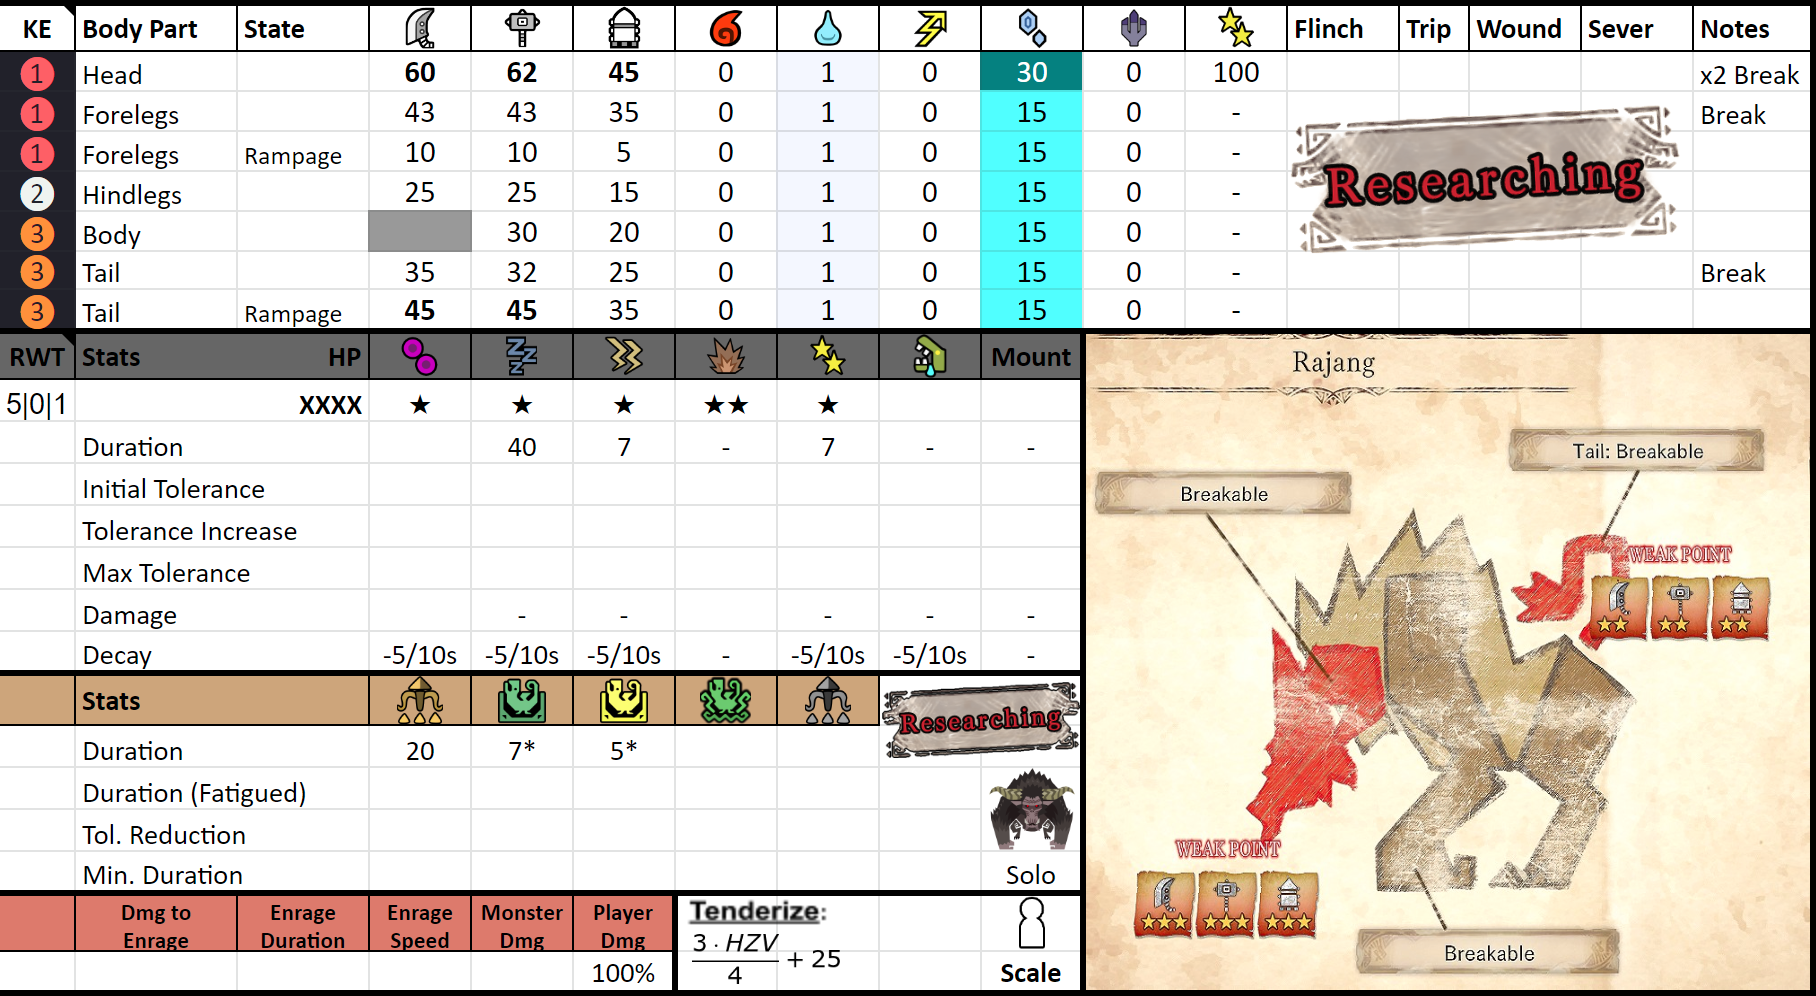 KE Body Part State Flinch Trip Wound Sever Notes
1 Head 60 62 45 0 1 0 30 0 100 x2 Break
1 Forelegs 43 43 35 0 1 0 15 0 - Break
1 Forelegs Rampage 10 10 5 0 1 0 15 0 -
2 Hindlegs 25 25 15 0 1 0 15 0 -
3 Body 30 20 0 1 0 15 0 -
3 Tail 35 32 25 0 1 0 15 0 - Break
3 Tail Rampage 45 45 35 0 1 0 15 0 -
Researching
RWT Stats HP Mount
5|0|1 XXXX ★ ★ ★ ★★ ★
Duration 40 7 - 7 - -
Initial Tolerance
Tolerance Increase
Max Tolerance
Damage - - - - - -
Decay -5/10s -5/10s -5/10s - -5/10s -5/10s -
Stats
Researching
Duration 20 7* 5*
Duration (Fatigued)
Tol. Reduction
Min. Duration Solo
Dmg to Enrage Enrage Duration Enrage Speed Monster Dmg Player Dmg
100%
Tenderize:
3 · HZV
4
+ 25
Scale
Rajang
Tail: Breakable
Breakable
WEAK POINT
WEAK POINT
Breakable